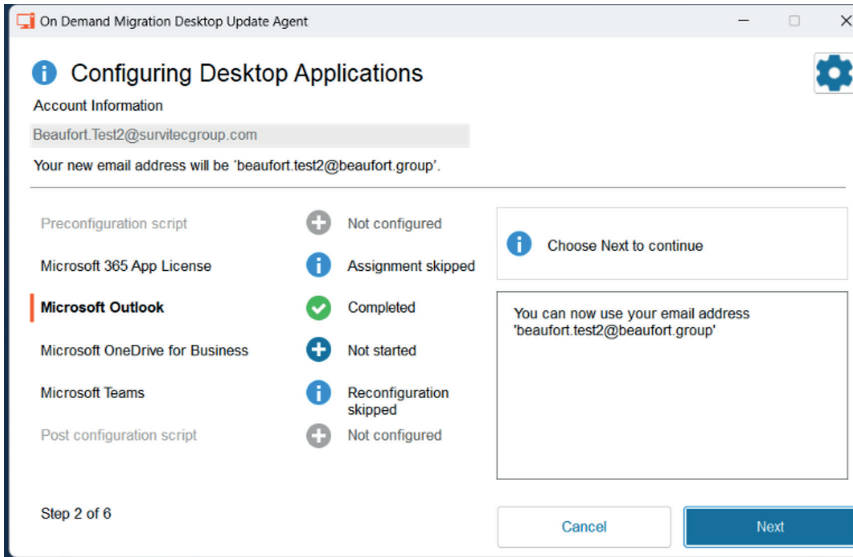 On Demand Migration Desktop Update Agent
Configuring Desktop Applications
Account Information
Beaufort.Test2@survitecgroup.com
Your new email address will be 'beaufort.test2@beaufort.group'.
Preconfiguration script
Not configured
Microsoft 365 App License
Assignment skipped
Microsoft Outlook
Completed
Microsoft OneDrive for Business
Not started
Microsoft Teams
Reconfiguration
skipped
Post configuration script
Not configured
Choose Next to continue
You can now use your email address
'beaufort.test2@beaufort.group'
Step 2 of 6
Cancel
Next